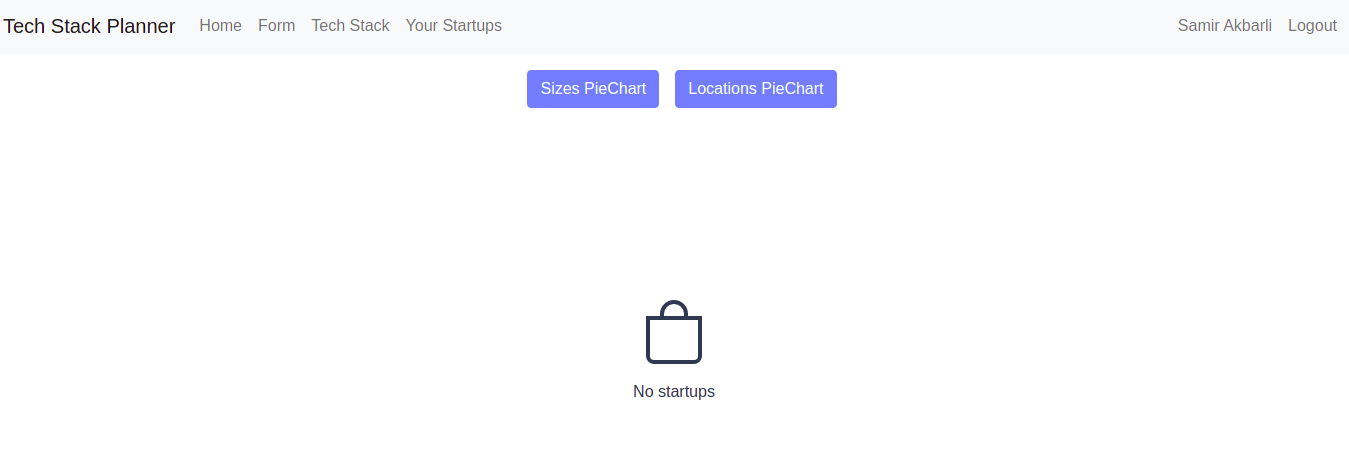 Tech Stack Planner Home Form Tech Stack Your Startups Samir Akbarli Logout
Sizes PieChart Locations PieChart
No startups